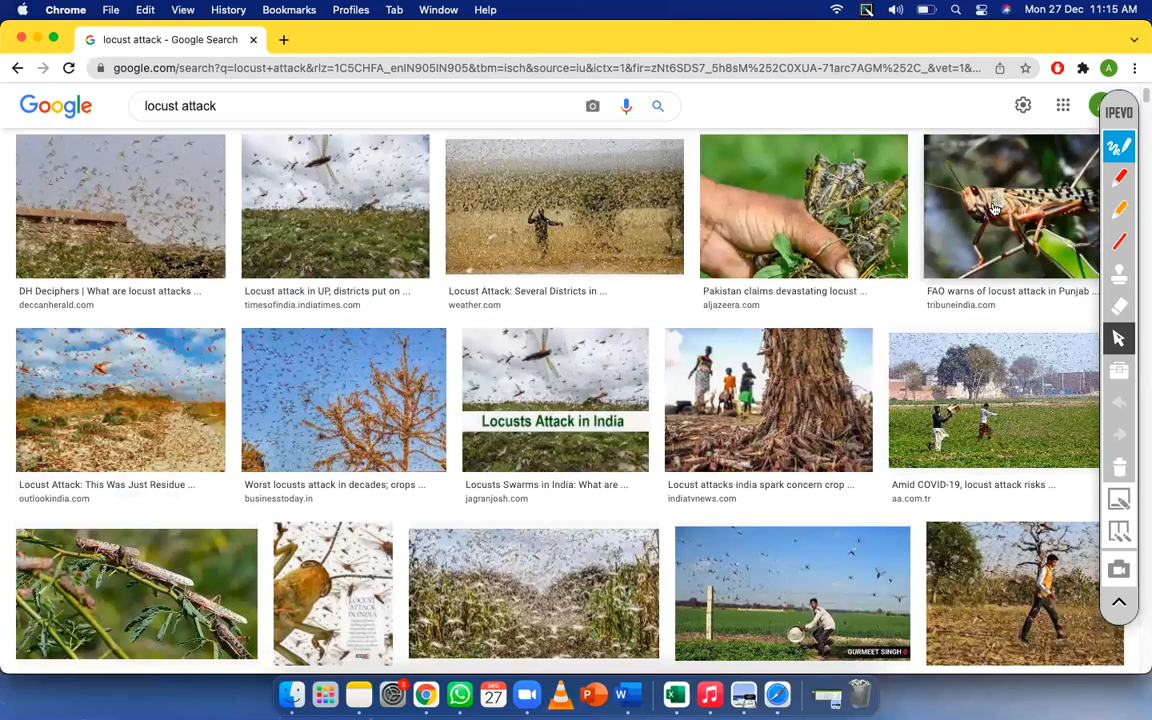 Chrome File Edit View History Bookmarks Profiles Tab Window Help Mon 27 Dec 11:15 AM
locust attack - Google Search
google.com/search?q=locust+attack&rlz=1C5CHFA_enIN905IN905&tbm=isch&source=iu&ictx=1&fir=zNt6SDS7_5h8sM%252C0XUA-71arc7AGM%252C_&vet=1&...
A
Google
locust attack
IPEVO
DH Deciphers | What are locust attacks ...
deccanherald.com
Locust attack in UP, districts put on ...
timesofindia.indiatimes.com
Locust Attack: Several Districts in ...
weather.com
Pakistan claims devastating locust ...
aljazeera.com
FAO warns of locust attack in Punjab ...
tribuneindia.com
Locusts Attack in India
Locust Attack: This Was Just Residue ...
outlookindia.com
Worst locusts attack in decades; crops ...
businesstoday.in
Locusts Swarms in India: What are ...
jagranjosh.com
Locust attacks india spark concern crop ...
indiatvnews.com
Amid COVID-19, locust attack risks ...
aa.com.tr
LOCUST
ATTACK
IN INDIA
GURMEET SINGH
DEC
27